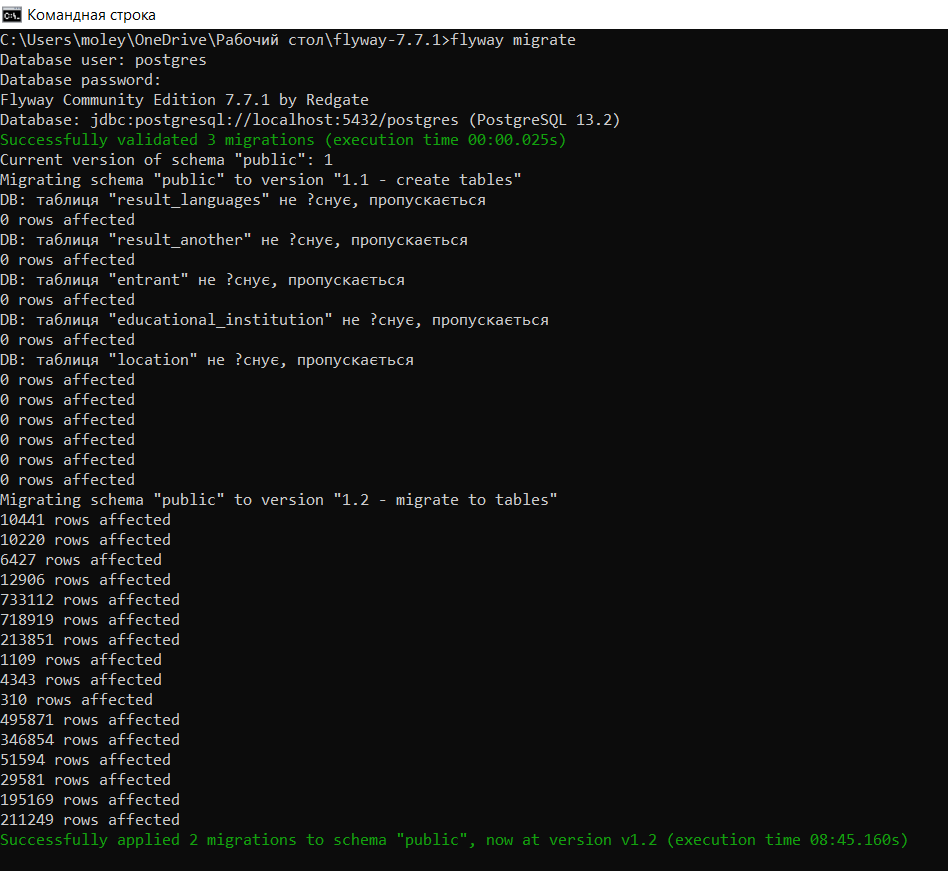 Командная строка
C:\Users\moley\OneDrive\Рабочий стол\flyway-7.7.1>flyway migrate
Database user: postgres
Database password:
Flyway Community Edition 7.7.1 by Redgate
Database: jdbc:postgresql://localhost:5432/postgres (PostgreSQL 13.2)
Successfully validated 3 migrations (execution time 00:00.025s)
Current version of schema "public": 1
Migrating schema "public" to version "1.1 - create tables"
DB: таблиця "result_languages" не ?снує, пропускається
0 rows affected
DB: таблиця "result_another" не ?снує, пропускається
0 rows affected
DB: таблиця "entrant" не ?снує, пропускається
0 rows affected
DB: таблиця "educational_institution" не ?снує, пропускається
0 rows affected
DB: таблиця "location" не ?снує, пропускається
0 rows affected
0 rows affected
0 rows affected
0 rows affected
0 rows affected
0 rows affected
Migrating schema "public" to version "1.2 - migrate to tables"
10441 rows affected
10220 rows affected
6427 rows affected
12906 rows affected
733112 rows affected
718919 rows affected
213851 rows affected
1109 rows affected
4343 rows affected
310 rows affected
495871 rows affected
346854 rows affected
51594 rows affected
29581 rows affected
195169 rows affected
211249 rows affected
Successfully applied 2 migrations to schema "public", now at version v1.2 (execution time 08:45.160s)